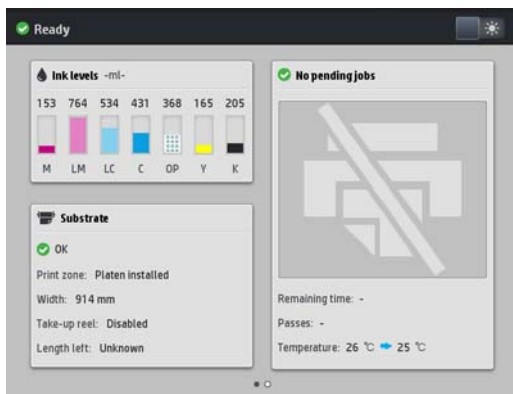 Ready
Ink levels -ml-
153 764 534 431 368 165 205
M LM LC C OP Y K
Substrate
OK
Print zone: Platen installed
Width: 914 mm
Take-up reel: Disabled
Length left: Unknown
No pending jobs
Remaining time: -
Passes: -
Temperature: 26 °C 25 °C